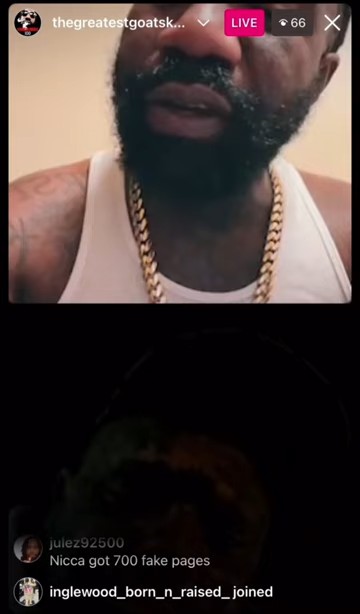 thegreatestgoatsk...
LIVE
66
julez92500
Nicca got 700 fake pages
inglewood_born_n_raised_ joined